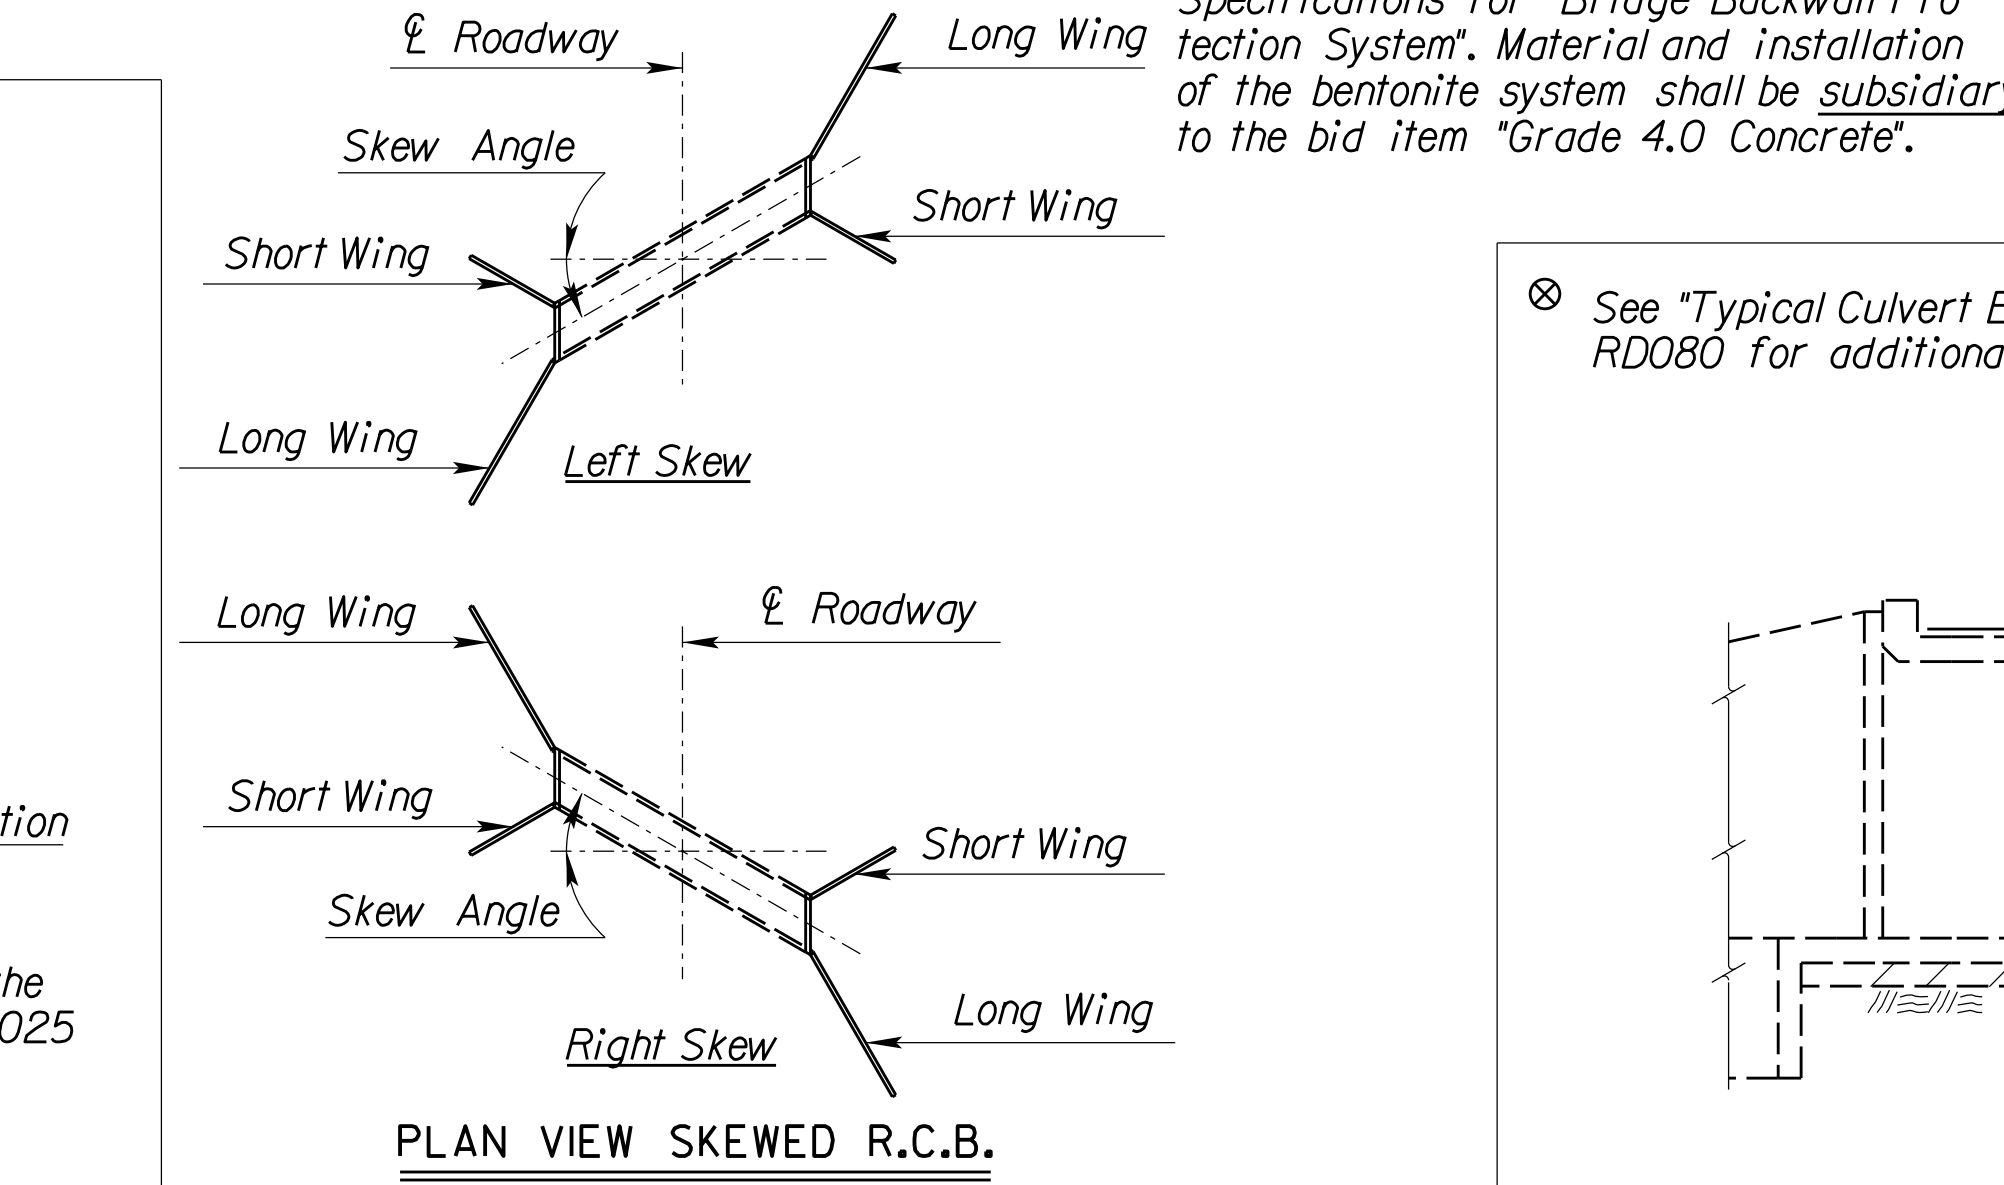 ℄ Roadway
Long Wing
Skew Angle
Short Wing
Short Wing
Long Wing
Left Skew
Long Wing
℄ Roadway
Short Wing
Short Wing
Skew Angle
Long Wing
Right Skew
PLAN VIEW SKEWED R.C.B.
Specifications for "Bridge Backwall Pro
tection System". Material and installation
of the bentonite system shall be subsidiary
to the bid item "Grade 4.0 Concrete".
See "Typical Culvert E
RD080 for additiona
tion
he
025